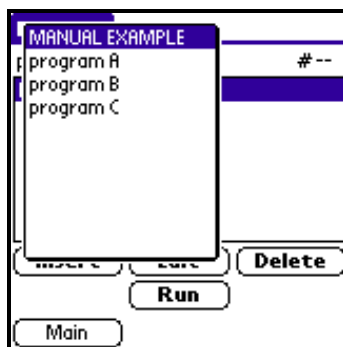 MANUAL EXAMPLE
program A
#--
program B
program C
Delete
Run
Main